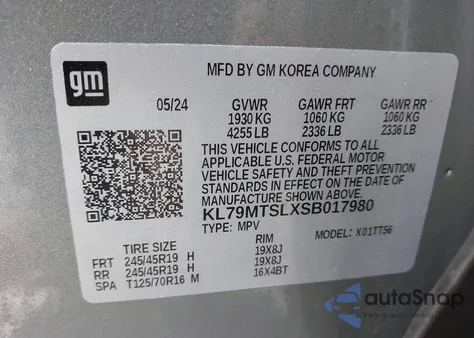 gm
MFD BY GM KOREA COMPANY
05/24 GVWR GAWR FRT GAWR RR
1930 KG 1060 KG 1060 KG
4255 LB 2336 LB 2336 LB
THIS VEHICLE CONFORMS TO ALL
APPLICABLE U.S. FEDERAL MOTOR
VEHICLE SAFETY AND THEFT PREVENTION
STANDARDS IN EFFECT ON THE DATE OF
MANUFACTURE SHOWN ABOVE.
KL79MTSLXSB017980
TYPE: MPV MODEL: X01TT56
TIRE SIZE RIM
FRT 245/45R19 H 19X8J
RR 245/45R19 H 19X8J
SPA T125/70R16 M 16X4BT
autoSnap